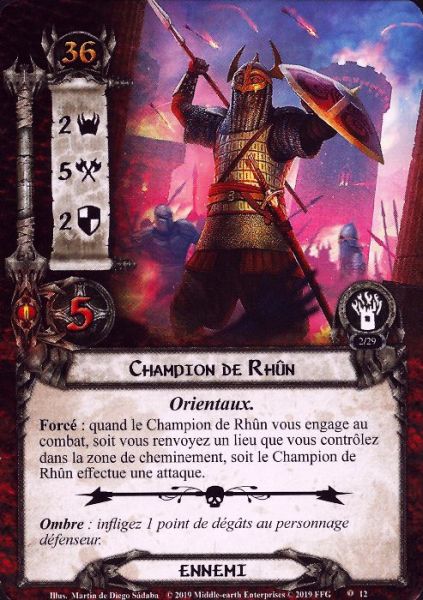 36
2
5
2
5
2/29
Champion de Rhûn
Orientaux.
Forcé : quand le Champion de Rhûn vous engage au
combat, soit vous renvoyez un lieu que vous contrôlez
dans la zone de cheminement, soit le Champion de
Rhûn effectue une attaque.
Ombre : infligez 1 point de dégâts au personnage
défenseur.
ENNEMI
Illus. Martin de Diego Sádaba © 2019 Middle-earth Enterprises © 2019 FFG 12